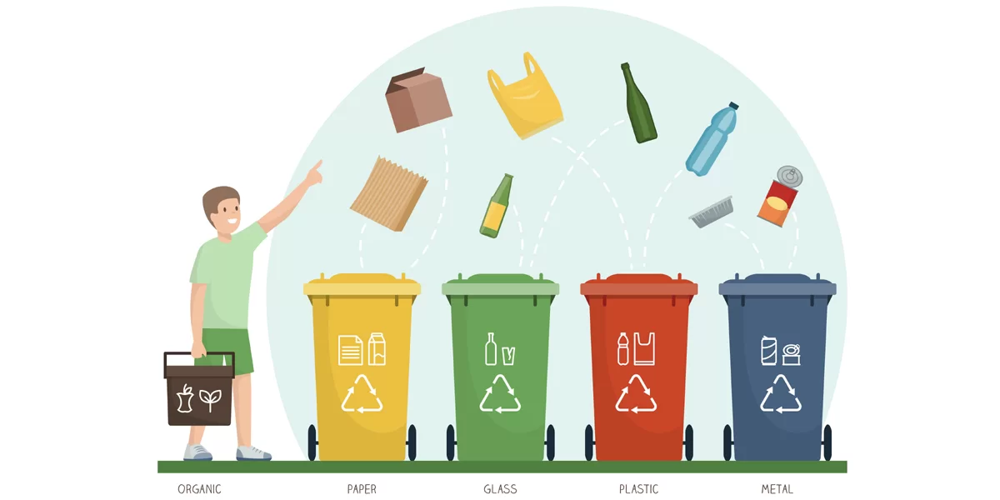 ORGANIC
PAPER
GLASS
PLASTIC
METAL